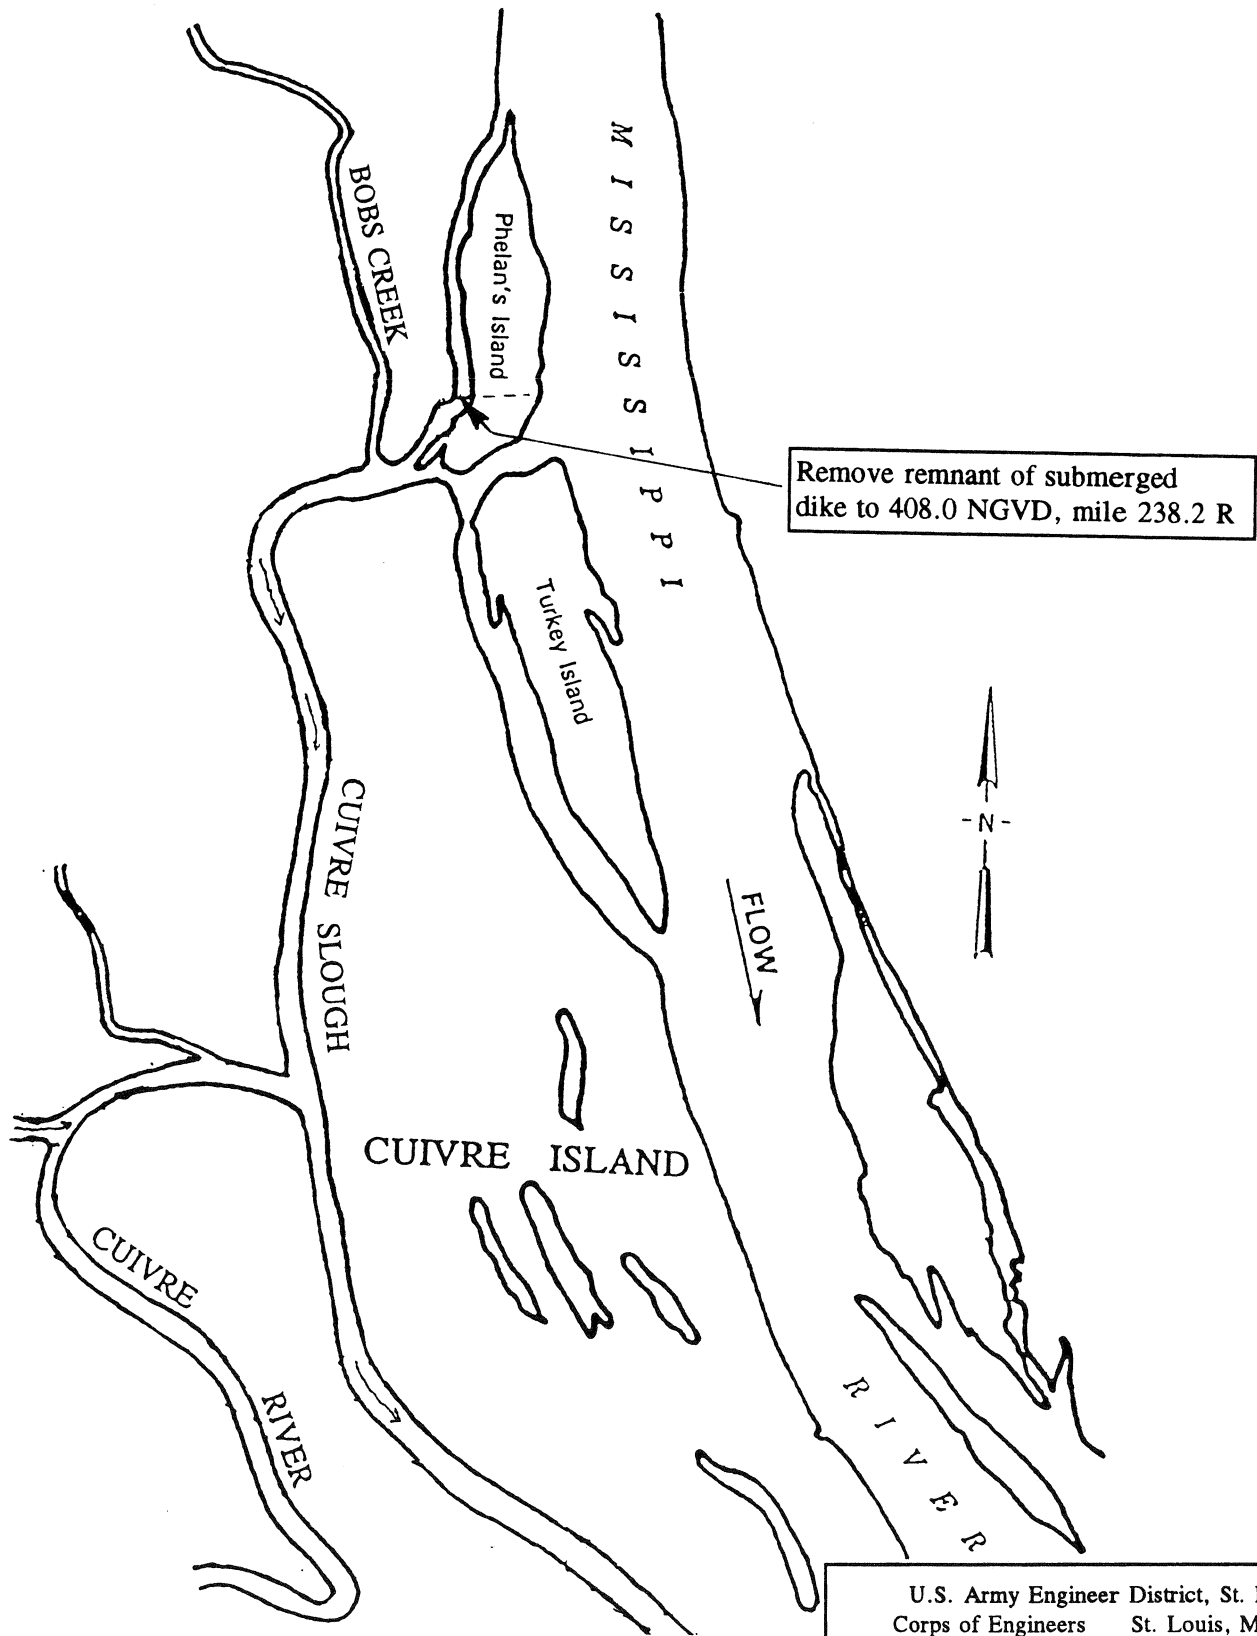 MISSISSIPPI
BOBS CREEK
Phelan's Island
Remove remnant of submerged
dike to 408.0 NGVD, mile 238.2 R
Turkey Island
CUIVRE SLOUGH
- N -
FLOW
CUIVRE ISLAND
CUIVRE
RIVER
RIVER
U.S. Army Engineer District, St.
Corps of Engineers St. Louis,